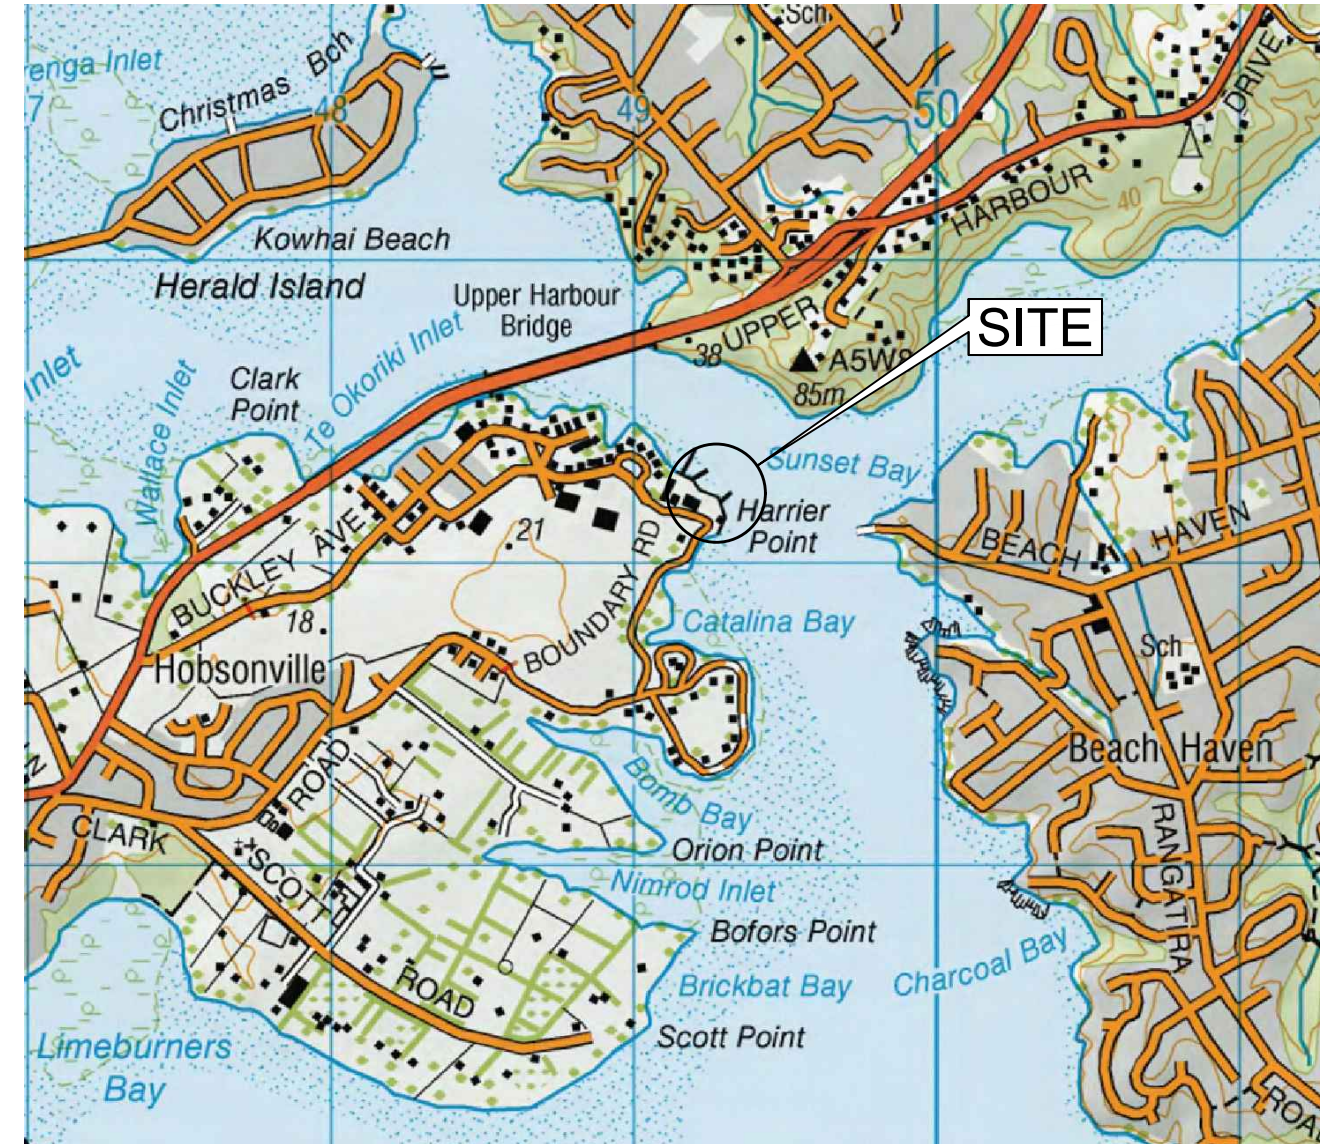 Sch
renga Inlet
Christmas Bch
7
48
49
50
DRIVE
HARBOUR
40
Kowhai Beach
Herald Island
Upper Harbour
Bridge
UPPER
SITE
38
A5W8
85m
Inlet
Wallace Inlet
Clark
Point
Te Okoriki Inlet
Sunset Bay
Harrier
Point
21
BUCKLEY AVE
BOUNDARY RD
BEACH HAVEN
18
Catalina Bay
Hobsonville
Sch
Beach Haven
N
ROAD
Bomb Bay
CLARK
SCOTT
Orion Point
RANGATIRA
Nimrod Inlet
Bofors Point
Charcoal Bay
Brickbat Bay
ROAD
Scott Point
Limeburners
Bay
ROA